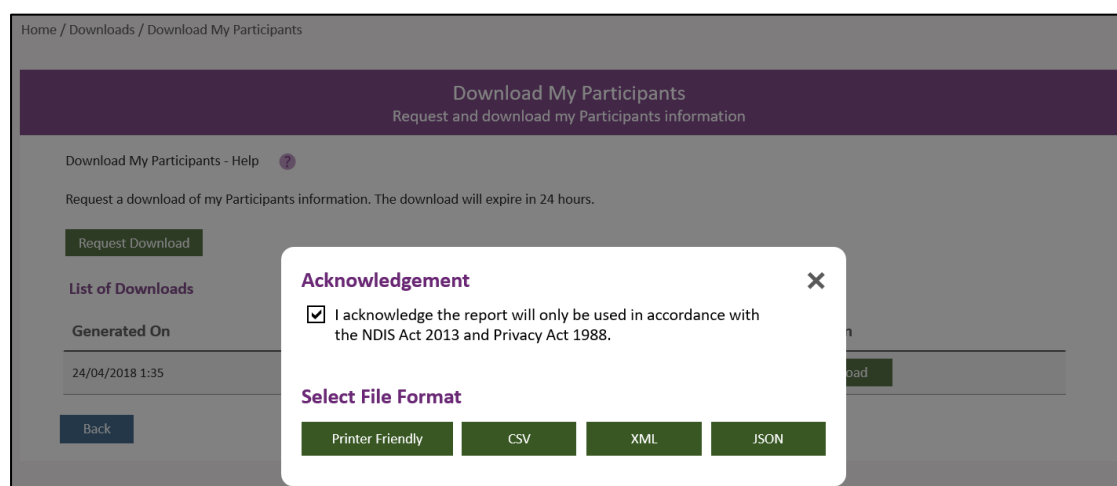 Home / Downloads / Download My Participants
Download My Participants
Request and download my Participants information
Download My Participants - Help ?
Request a download of my Participants information. The download will expire in 24 hours.
Request Download
List of Downloads
Generated On
24/04/2018 1:35
Back
Acknowledgement
I acknowledge the report will only be used in accordance with
the NDIS Act 2013 and Privacy Act 1988.
Select File Format
Printer Friendly CSV XML JSON